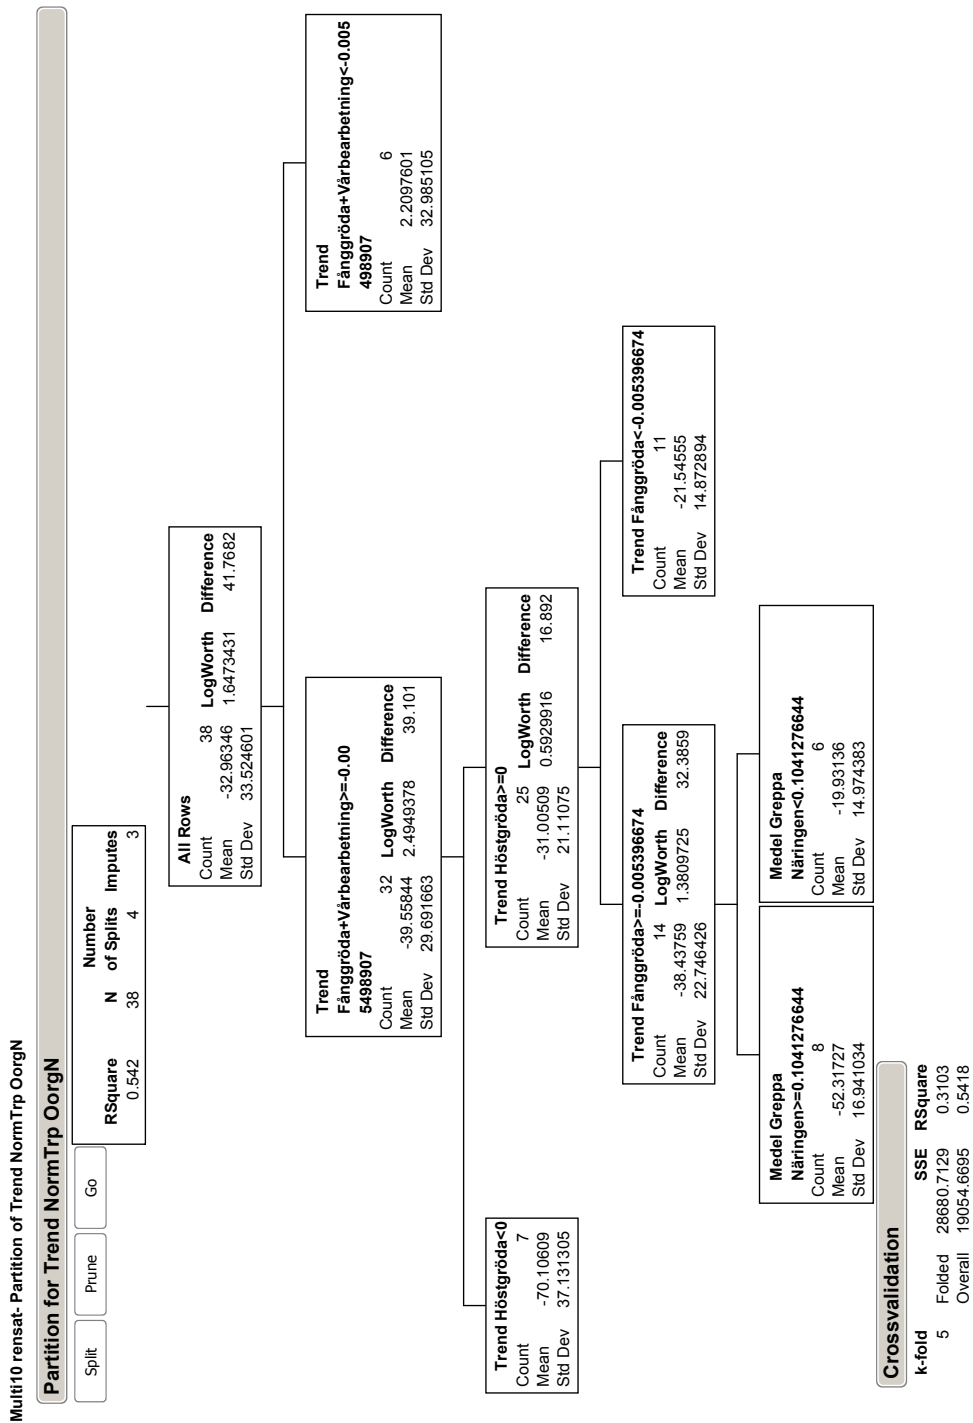 Multi10 rensat- Partition of Trend NormTrp OorgN
Partition for Trend NormTrp OorgN
Split Prune Go
RSquare N Number of Splits Imputes
0.542 38 4 3
All Rows
Count 38 LogWorth Difference
Mean -32.96346 1.6473431 41.7682
Std Dev 33.524601
Trend
Fånggröda+Vårbearbetning>=-0.00
5498907
Count 32 LogWorth Difference
Mean -39.55844 2.4949378 39.101
Std Dev 29.691663
Trend
Fånggröda+Vårbearbetning<-0.005
498907
Count 6
Mean 2.2097601
Std Dev 32.985105
Trend Höstgröda<0
Count 7
Mean -70.10609
Std Dev 37.131305
Trend Höstgröda>=0
Count 25 LogWorth Difference
Mean -31.00509 0.5929916 16.892
Std Dev 21.11075
Trend Fånggröda>=-0.005396674
Count 14 LogWorth Difference
Mean -38.43759 1.3809725 32.3859
Std Dev 22.746426
Trend Fånggröda<-0.005396674
Count 11
Mean -21.54555
Std Dev 14.872894
Medel Greppa
Näringen>=0.1041276644
Count 8
Mean -52.31727
Std Dev 16.941034
Medel Greppa
Näringen<0.1041276644
Count 6
Mean -19.93136
Std Dev 14.974383
Crossvalidation
k-fold SSE RSquare
5 Folded 28680.7129 0.3103
Overall 19054.6695 0.5418